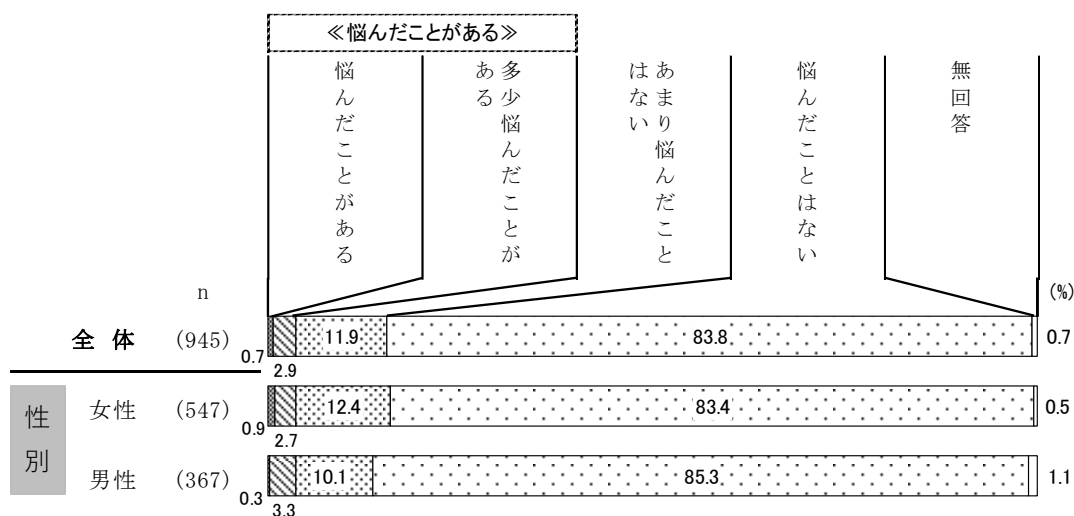 ≪悩んだことがある≫
悩んだことがある
多少悩んだことが
ある
あまり悩んだこと
はない
悩んだことはない
無回答
n
(%)
全体 (945) 0.7 2.9 11.9 83.8 0.7
性別
女性 (547) 0.9 2.7 12.4 83.4 0.5
男性 (367) 0.3 3.3 10.1 85.3 1.1